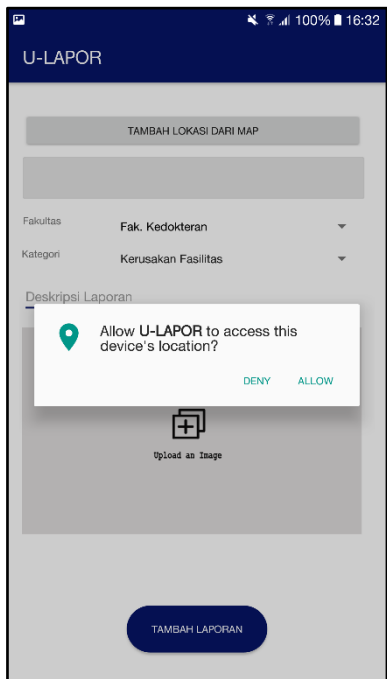 100% 16:32
U-LAPOR
TAMBAH LOKASI DARI MAP
Fakultas Fak. Kedokteran
Kategori Kerusakan Fasilitas
Deskripsi Laporan
Allow U-LAPOR to access this
device's location?
DENY ALLOW
Upload an Image
TAMBAH LAPORAN